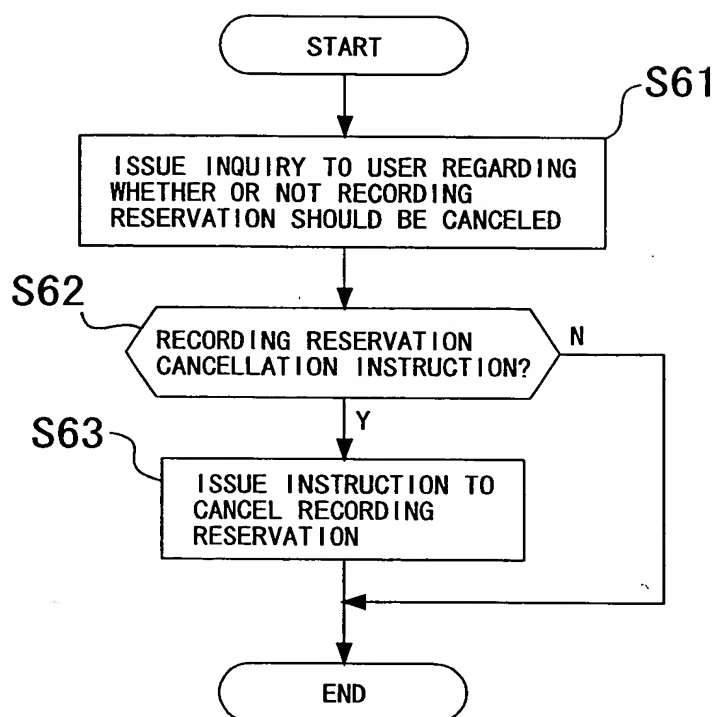 START
S61
ISSUE INQUIRY TO USER REGARDING
WHETHER OR NOT RECORDING
RESERVATION SHOULD BE CANCELED
S62
RECORDING RESERVATION
CANCELLATION INSTRUCTION?
N
Y
S63
ISSUE INSTRUCTION TO
CANCEL RECORDING
RESERVATION
END